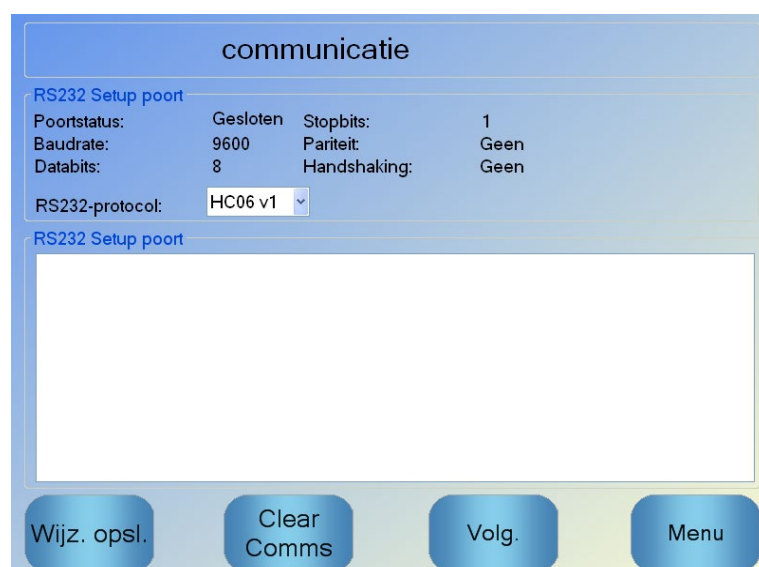 communicatie
RS232 Setup poort
Poortstatus: Gesloten Stopbits: 1
Baudrate: 9600 Pariteit: Geen
Databits: 8 Handshaking: Geen
RS232-protocol: HC06 v1
RS232 Setup poort
Wijz. opsl.
Clear
Comms
Volg.
Menu